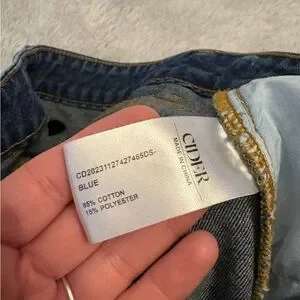 CD20231127427465DS-
BLUE
85% COTTON
15% POLYESTER
CIDER
MADE IN CHINA